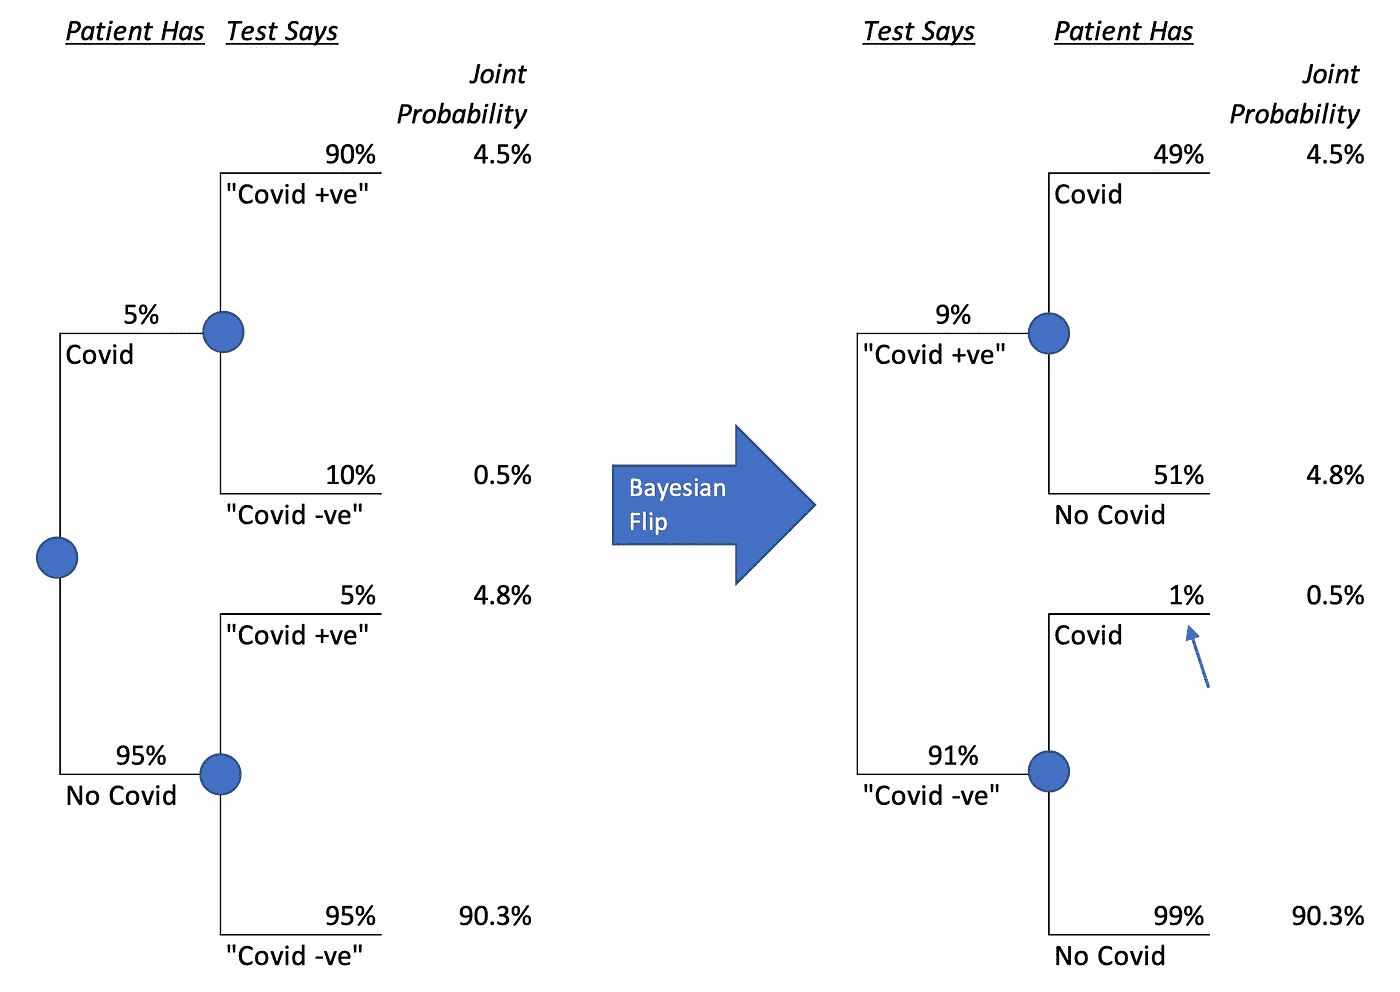 Patient Has Test Says
Joint
Probability
90% 4.5%
"Covid +ve"
5%
Covid
10% 0.5%
"Covid -ve"
5% 4.8%
"Covid +ve"
95%
No Covid
95% 90.3%
"Covid -ve"
Bayesian
Flip
Test Says Patient Has
Joint
Probability
49% 4.5%
Covid
9%
"Covid +ve"
51% 4.8%
No Covid
1% 0.5%
Covid
91%
"Covid -ve"
99% 90.3%
No Covid